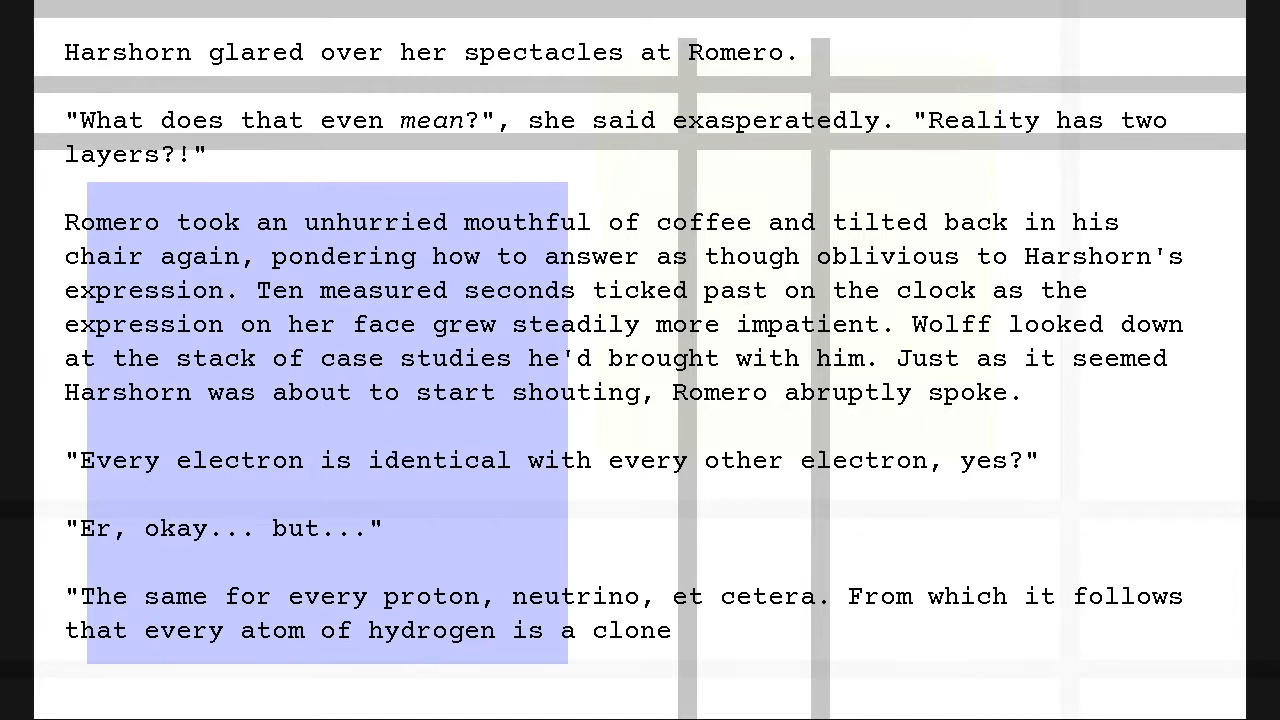 Harshorn glared over her spectacles at Romero.
"What does that even mean?", she said exasperatedly. "Reality has two
layers?!"
Romero took an unhurried mouthful of coffee and tilted back in his
chair again, pondering how to answer as though oblivious to Harshorn's
expression. Ten measured seconds ticked past on the clock as the
expression on her face grew steadily more impatient. Wolff looked down
at the stack of case studies he'd brought with him. Just as it seemed
Harshorn was about to start shouting, Romero abruptly spoke.
"Every electron is identical with every other electron, yes?"
"Er, okay... but..."
"The same for every proton, neutrino, et cetera. From which it follows
that every atom of hydrogen is a clone